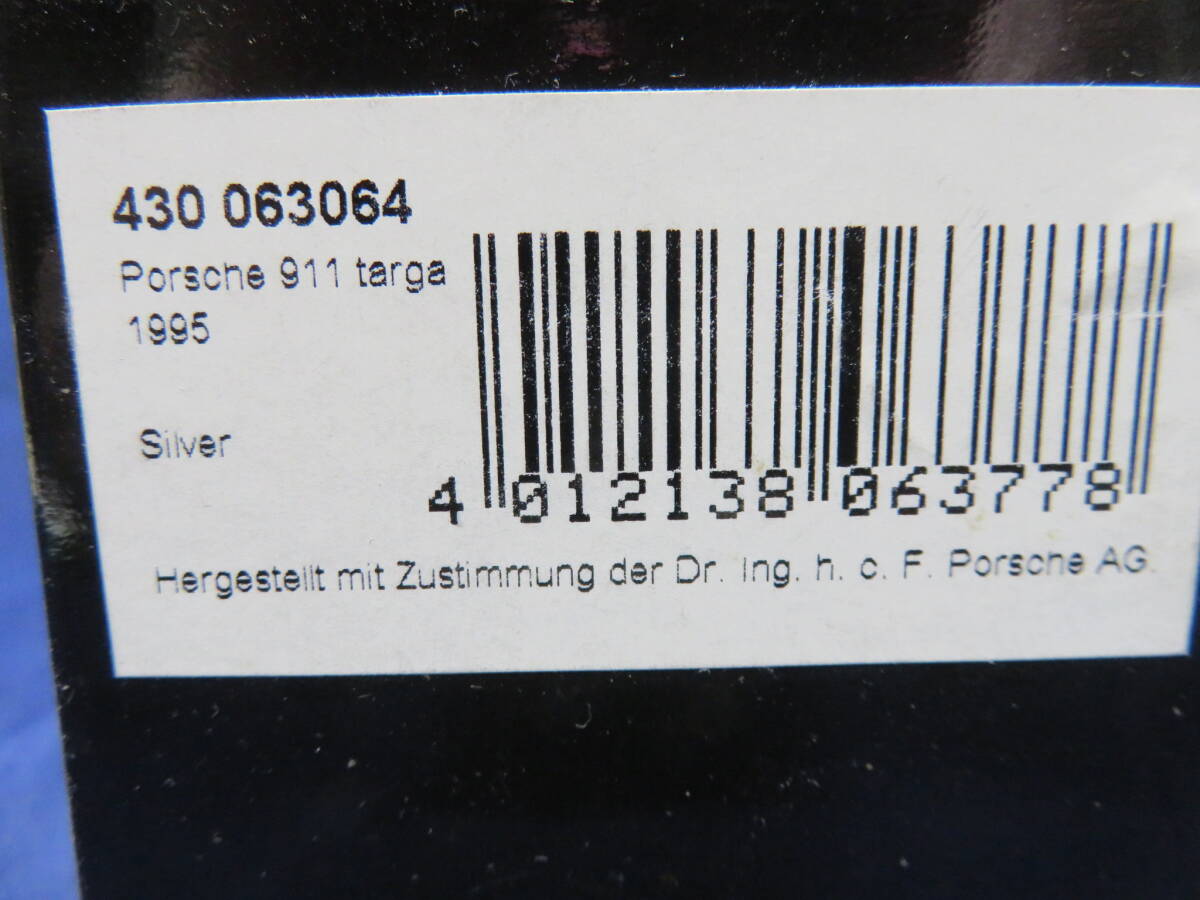 430 063064
Porsche 911 targa
1995
Silver
4 012138 063778
Hergestellt mit Zustimmung der Dr. Ing. h. c. F. Porsche AG.